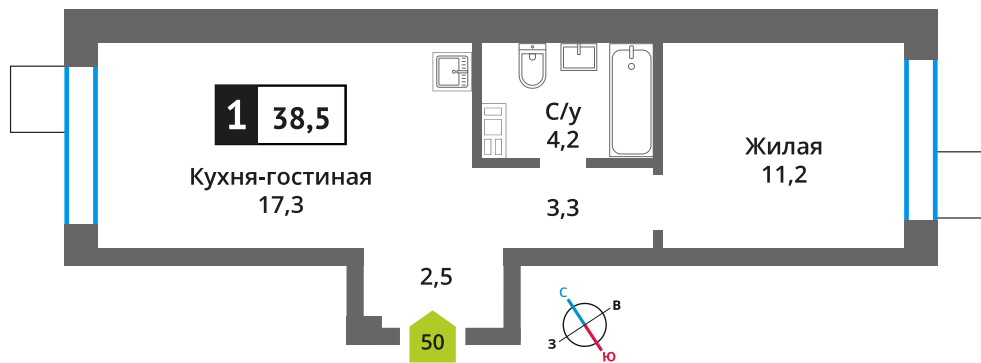 1 38,5
Кухня-гостиная
17,3
С/у
4,2
Жилая
11,2
3,3
2,5
50
С
В
З
Ю